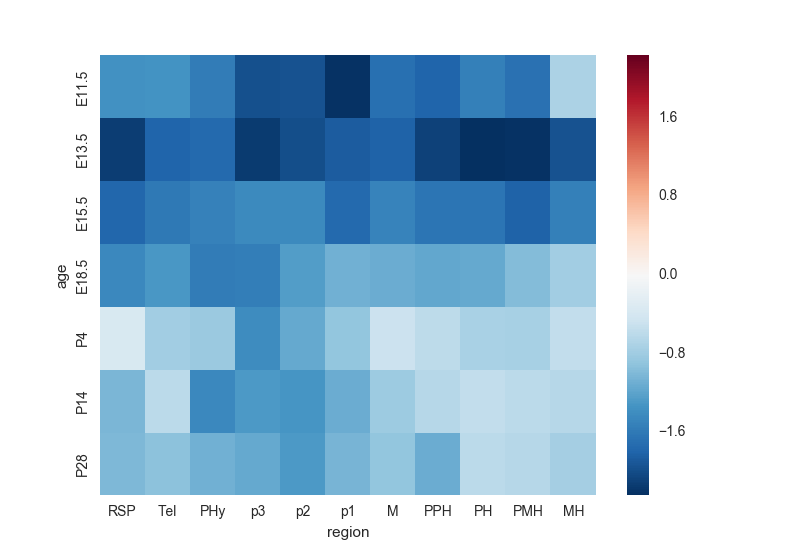 E11.5
E13.5
E15.5
E18.5
P4
P14
P28
age
RSP Tel PHy p3 p2 p1 M PPH PH PMH MH
region
1.6
0.8
0.0
−0.8
−1.6